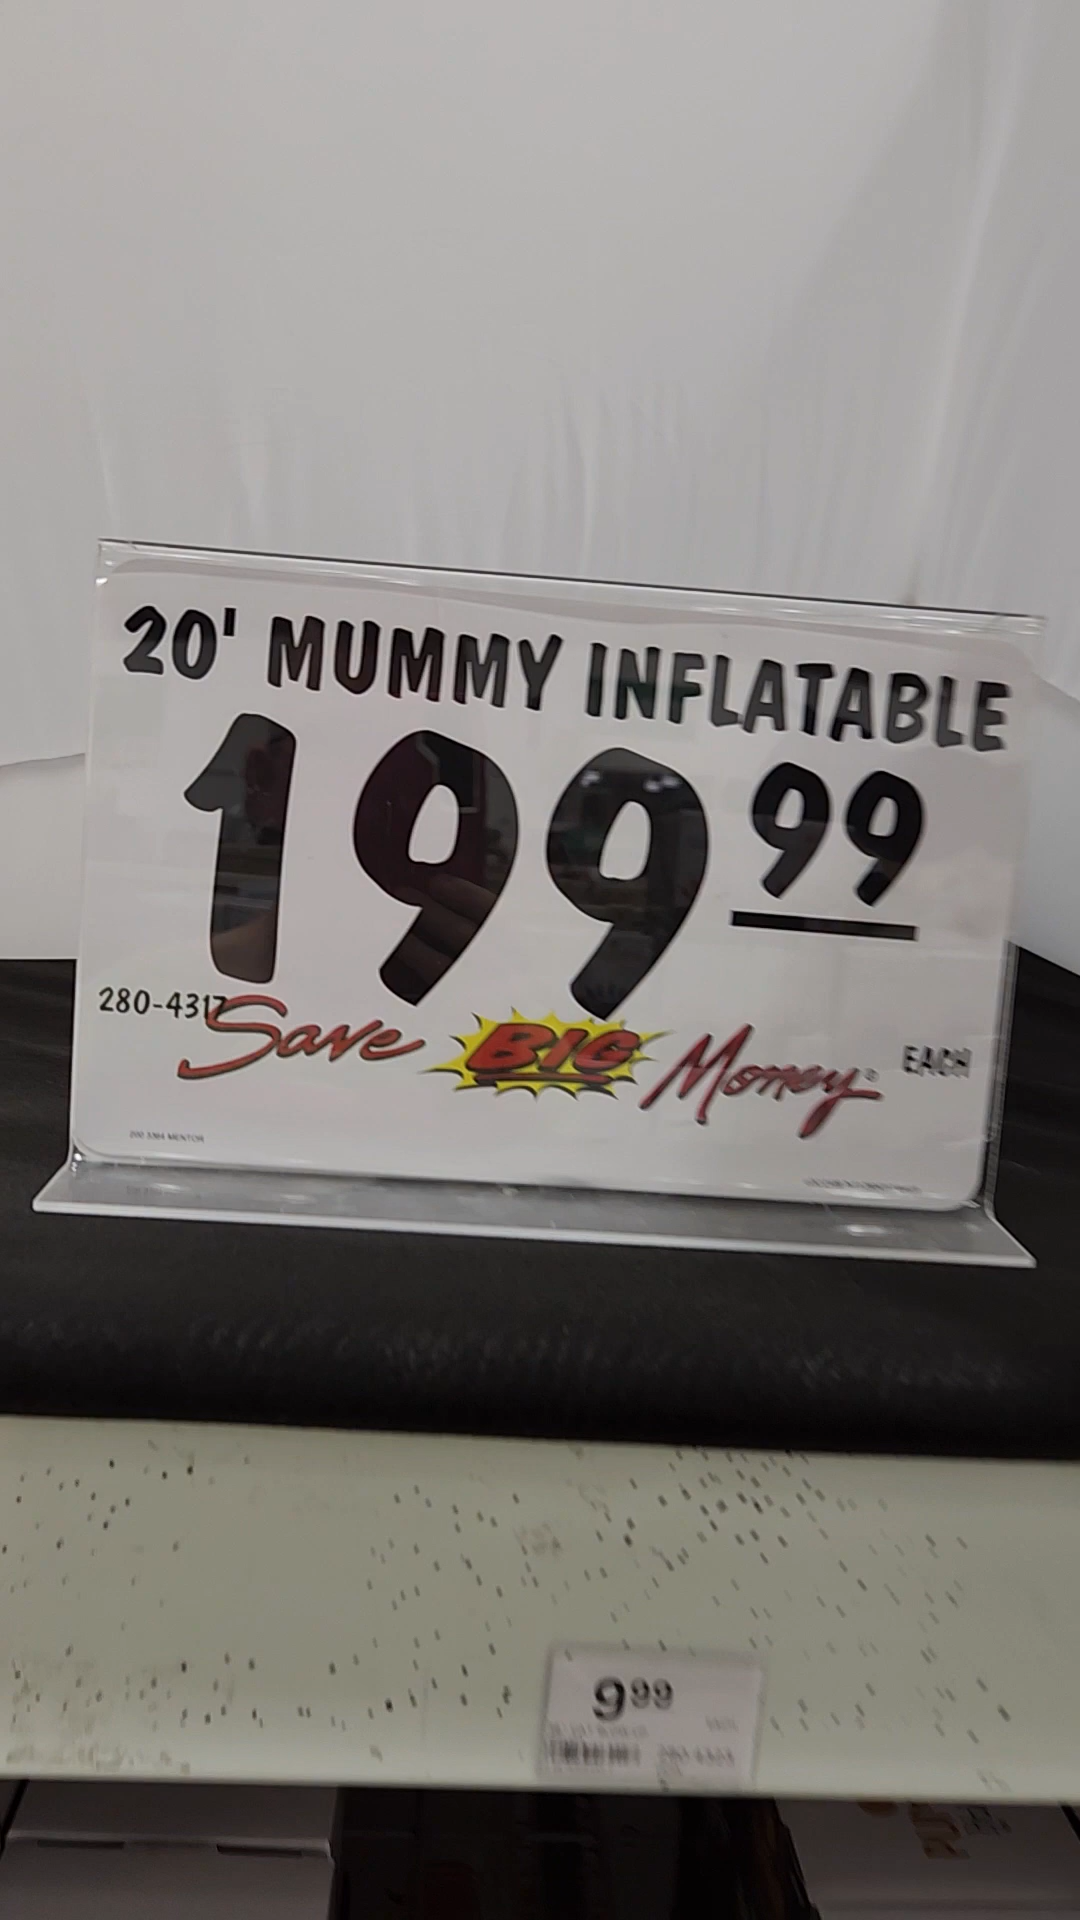 20' MUMMY INFLATABLE
199 99
280-4317
Save BIG Money® EACH
9 99